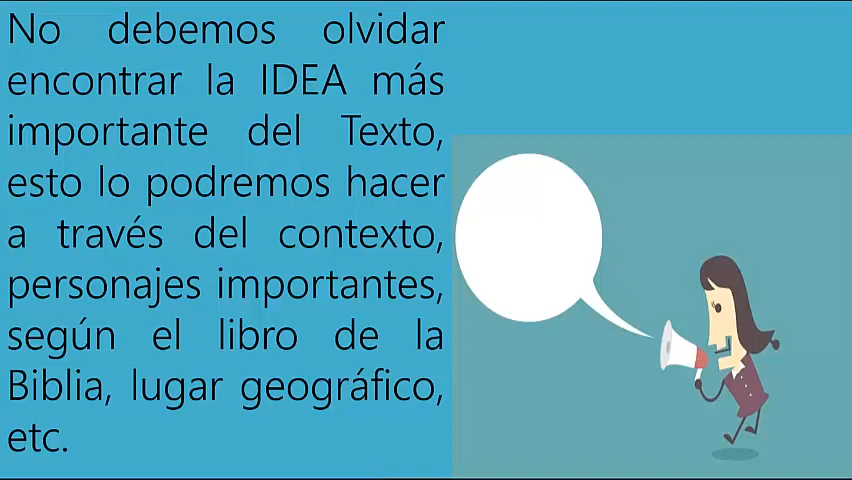 No debemos olvidar
encontrar la IDEA más
importante del Texto,
esto lo podremos hacer
a través del contexto,
personajes importantes,
según el libro de la
Biblia, lugar geográfico,
etc.